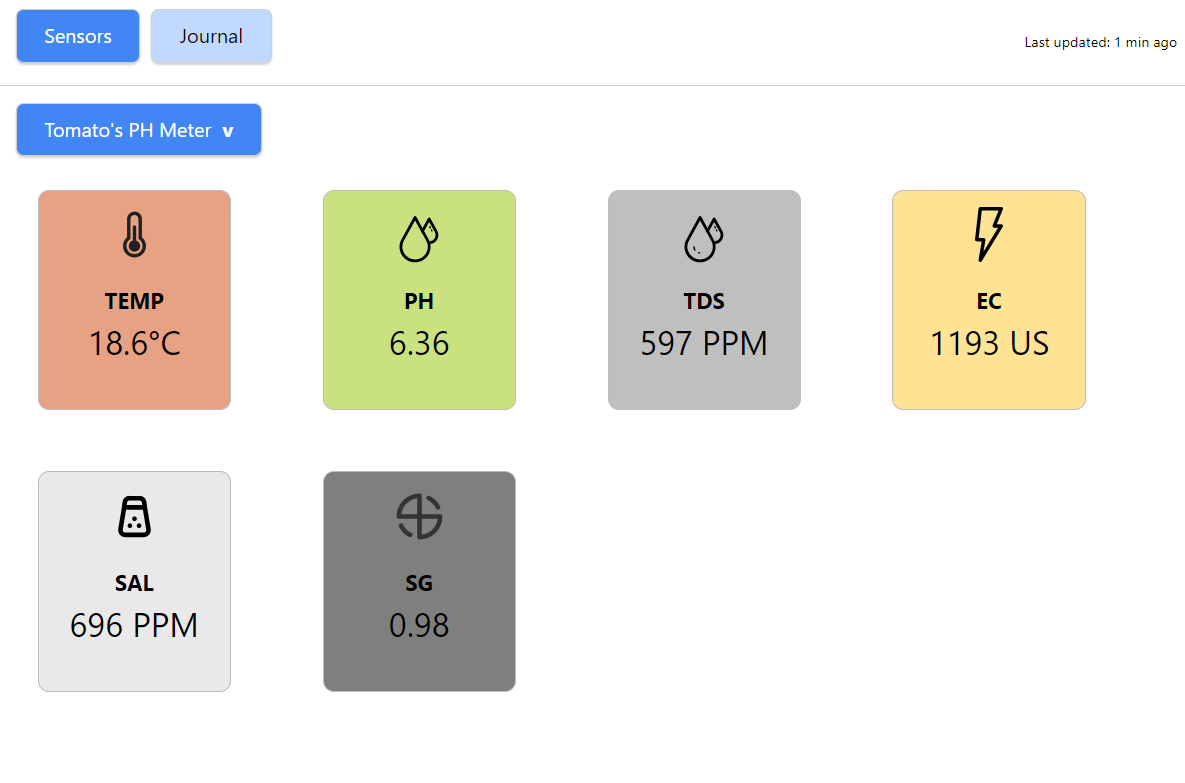 Sensors
Journal
Last updated: 1 min ago
Tomato's PH Meter v
TEMP
18.6°C
PH
6.36
TDS
597 PPM
EC
1193 US
SAL
696 PPM
SG
0.98